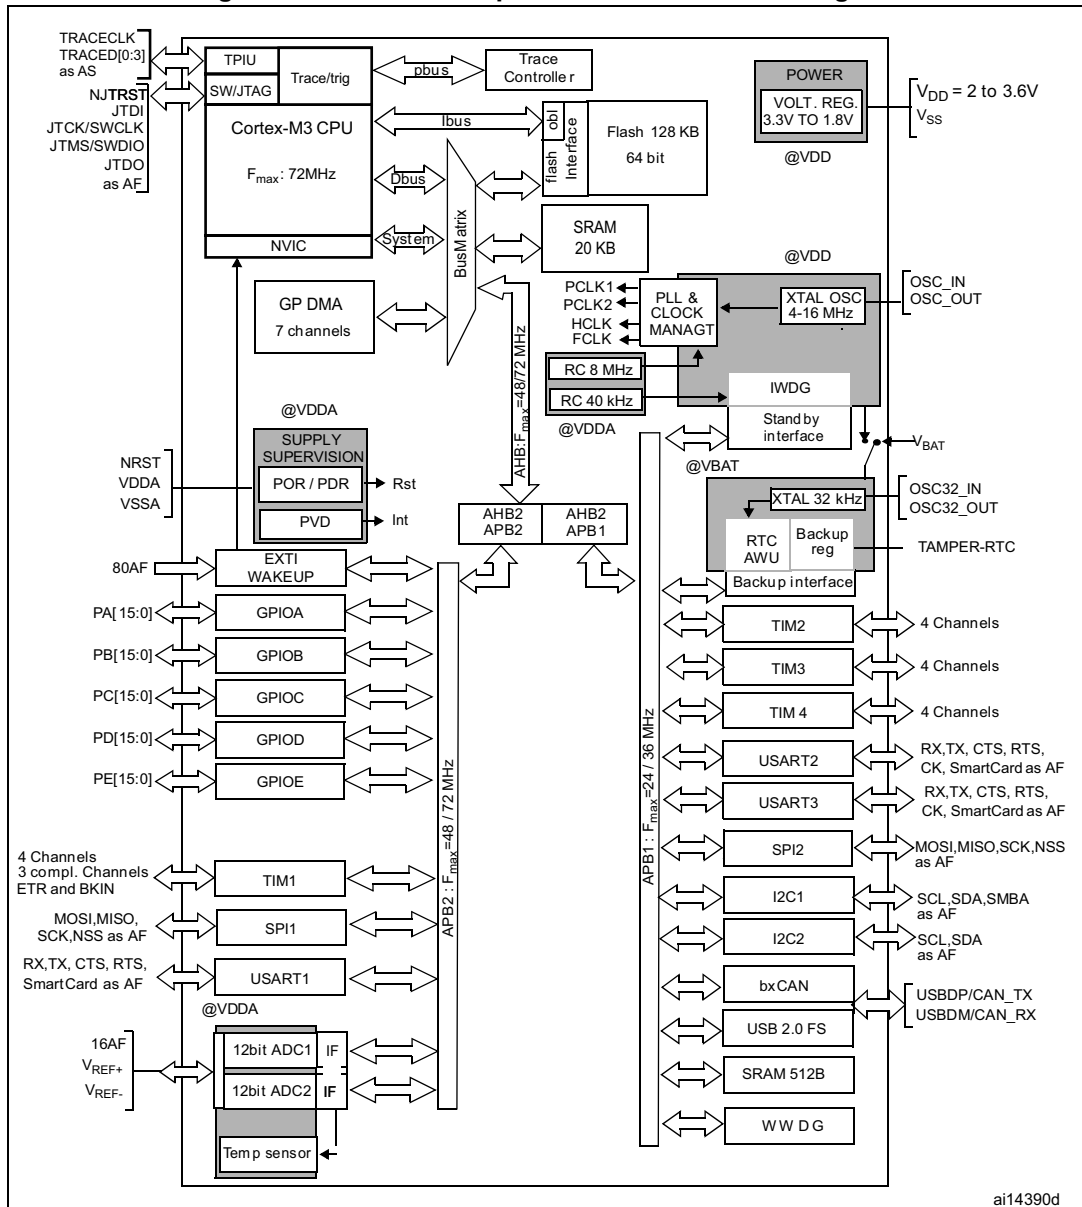 TRACECLK
TRACED[0:3]
as AS
NJTRST
JTDI
JTCK/SWCLK
JTMS/SWDIO
JTDO
as AF
TPIU
SW/JTAG
Trace/trig
Cortex-M3 CPU
Fmax: 72MHz
NVIC
pbus
Trace
Controller
Ibus
Dbus
System
BusMatrix
obl
flash
Interface
Flash 128 KB
64 bit
SRAM
20 KB
POWER
VOLT. REG.
3.3V TO 1.8V
@VDD
VDD = 2 to 3.6V
VSS
GP DMA
7 channels
AHB:Fmax=48/72 MHz
@VDD
PCLK1
PCLK2
HCLK
FCLK
PLL &
CLOCK
MANAGT
XTAL OSC
4-16 MHz
OSC_IN
OSC_OUT
RC 8 MHz
RC 40 kHz
@VDDA
IWDG
Standby
interface
VBAT
@VBAT
@VDDA
SUPPLY
SUPERVISION
NRST
VDDA
VSSA
POR / PDR
Rst
PVD
Int
XTAL 32 kHz
OSC32_IN
OSC32_OUT
RTC
AWU
Backup
reg
TAMPER-RTC
Backup interface
AHB2
APB2
AHB2
APB1
80AF
EXTI
WAKEUP
PA[15:0]
GPIOA
PB[15:0]
GPIOB
PC[15:0]
GPIOC
PD[15:0]
GPIOD
PE[15:0]
GPIOE
4 Channels
3 compl. Channels
ETR and BKIN
TIM1
MOSI,MISO,
SCK,NSS as AF
SPI1
RX,TX, CTS, RTS,
SmartCard as AF
USART1
@VDDA
16AF
VREF+
VREF-
12bit ADC1
IF
12bit ADC2
IF
Temp sensor
APB2 : Fmax=48 / 72 MHz
APB1 : Fmax=24 / 36 MHz
TIM2
4 Channels
TIM3
4 Channels
TIM 4
4 Channels
USART2
RX,TX, CTS, RTS,
CK, SmartCard as AF
USART3
RX,TX, CTS, RTS,
CK, SmartCard as AF
SPI2
MOSI,MISO,SCK,NSS
as AF
I2C1
SCL,SDA,SMBA
as AF
I2C2
SCL,SDA
as AF
bxCAN
USBDP/CAN_TX
USBDM/CAN_RX
USB 2.0 FS
SRAM 512B
WWDG
ai14390d